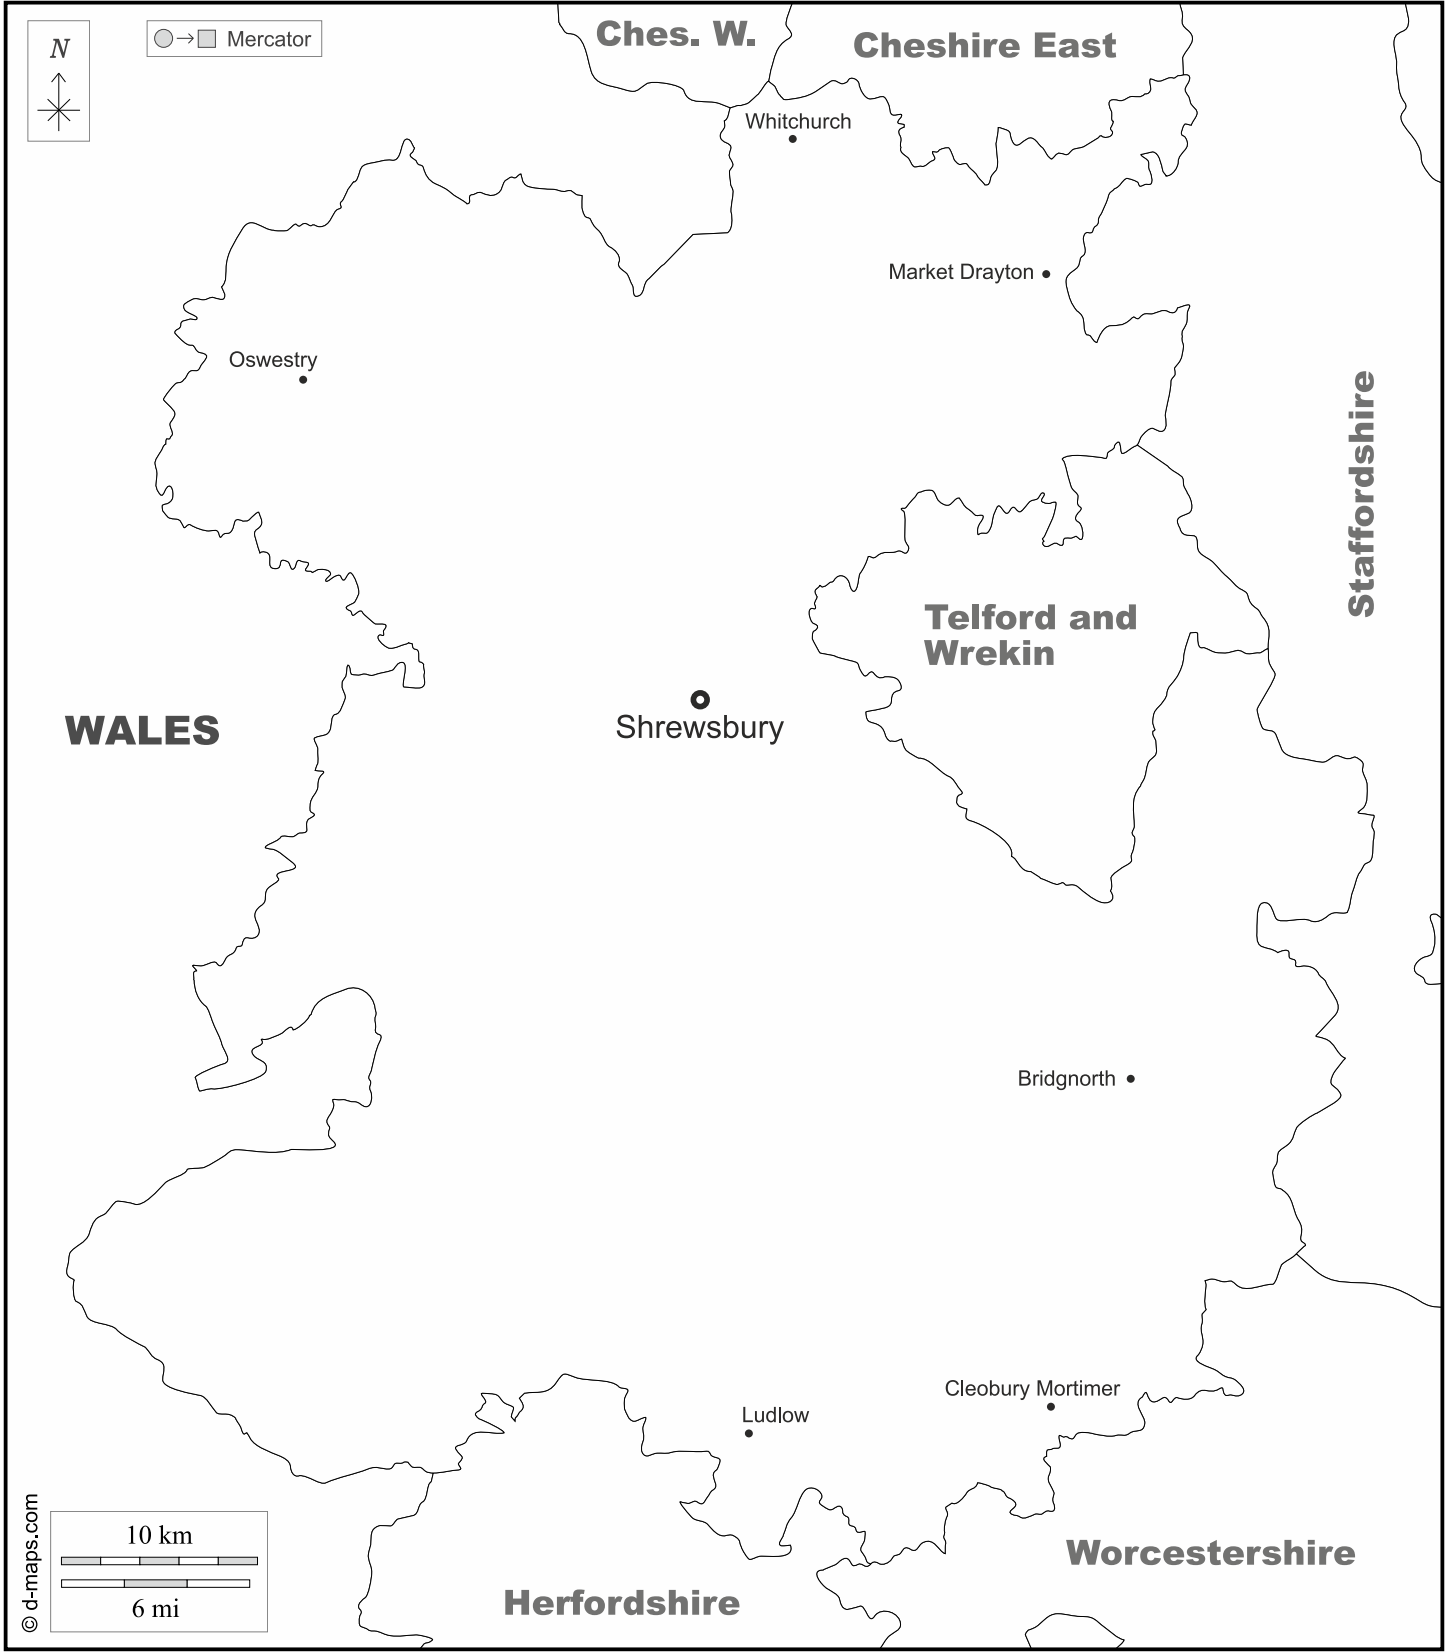 N
Mercator
Ches. W.
Cheshire East
Whitchurch
Market Drayton
Oswestry
Staffordshire
Telford and
Wrekin
WALES
Shrewsbury
Bridgnorth
Cleobury Mortimer
Ludlow
Worcestershire
Herfordshire
10 km
6 mi
© d-maps.com